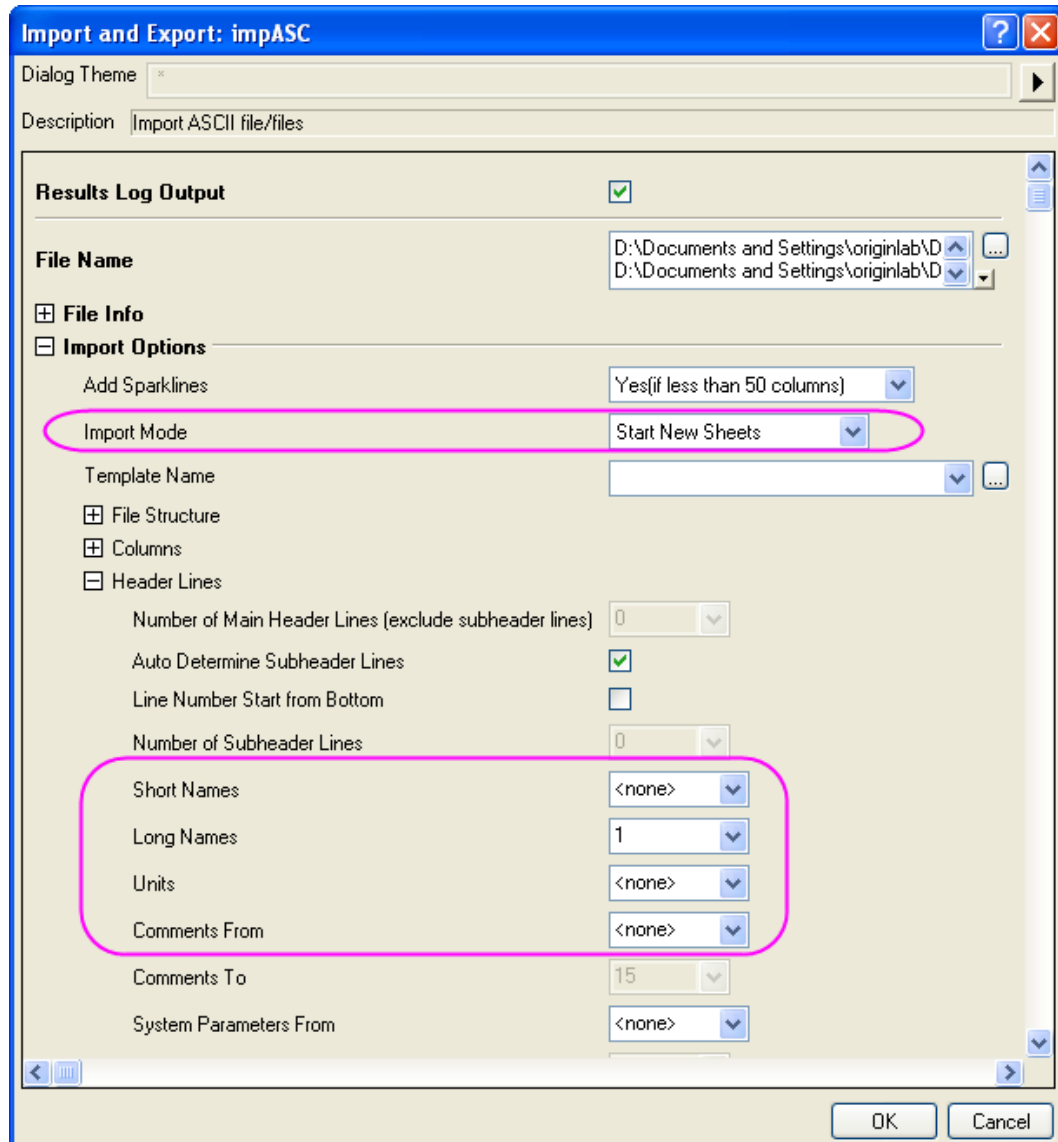 Import and Export: impASC
Dialog Theme *
Description Import ASCII file/files
Results Log Output
File Name D:\Documents and Settings\originlab\D ...
D:\Documents and Settings\originlab\D
File Info
Import Options
Add Sparklines Yes(if less than 50 columns)
Import Mode Start New Sheets
Template Name ...
File Structure
Columns
Header Lines
Number of Main Header Lines (exclude subheader lines) 0
Auto Determine Subheader Lines
Line Number Start from Bottom
Number of Subheader Lines 0
Short Names <none>
Long Names 1
Units <none>
Comments From <none>
Comments To 15
System Parameters From <none>
OK Cancel